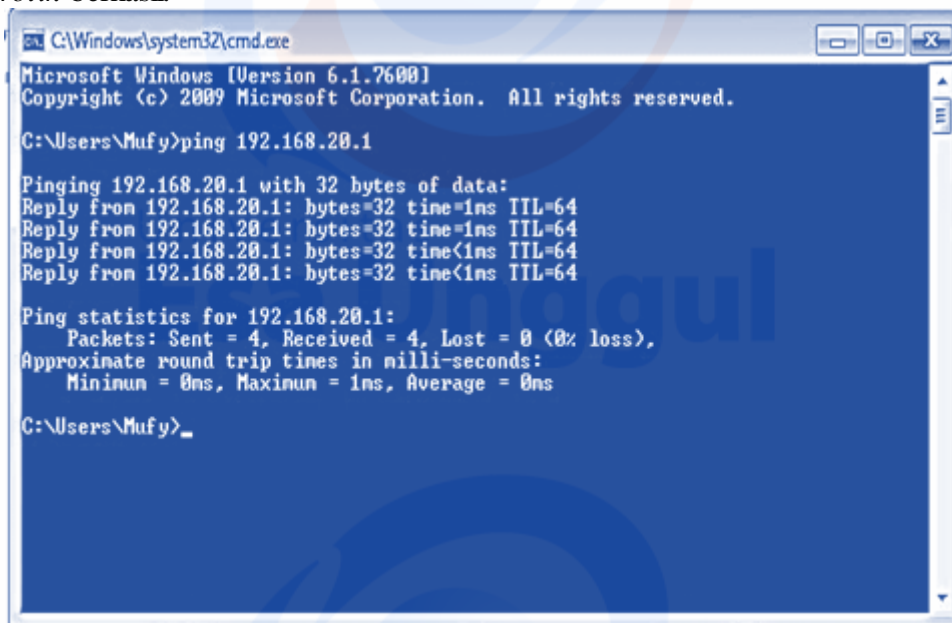 C:\Windows\system32\cmd.exe
Microsoft Windows [Version 6.1.7600]
Copyright (c) 2009 Microsoft Corporation.  All rights reserved.
C:\Users\Mufy>ping 192.168.20.1
Pinging 192.168.20.1 with 32 bytes of data:
Reply from 192.168.20.1: bytes=32 time=1ms TTL=64
Reply from 192.168.20.1: bytes=32 time=1ms TTL=64
Reply from 192.168.20.1: bytes=32 time<1ms TTL=64
Reply from 192.168.20.1: bytes=32 time<1ms TTL=64
Unggul
Ping statistics for 192.168.20.1:
    Packets: Sent = 4, Received = 4, Lost = 0 (0% loss),
Approximate round trip times in milli-seconds:
    Minimum = 0ms, Maximum = 1ms, Average = 0ms
C:\Users\Mufy>_